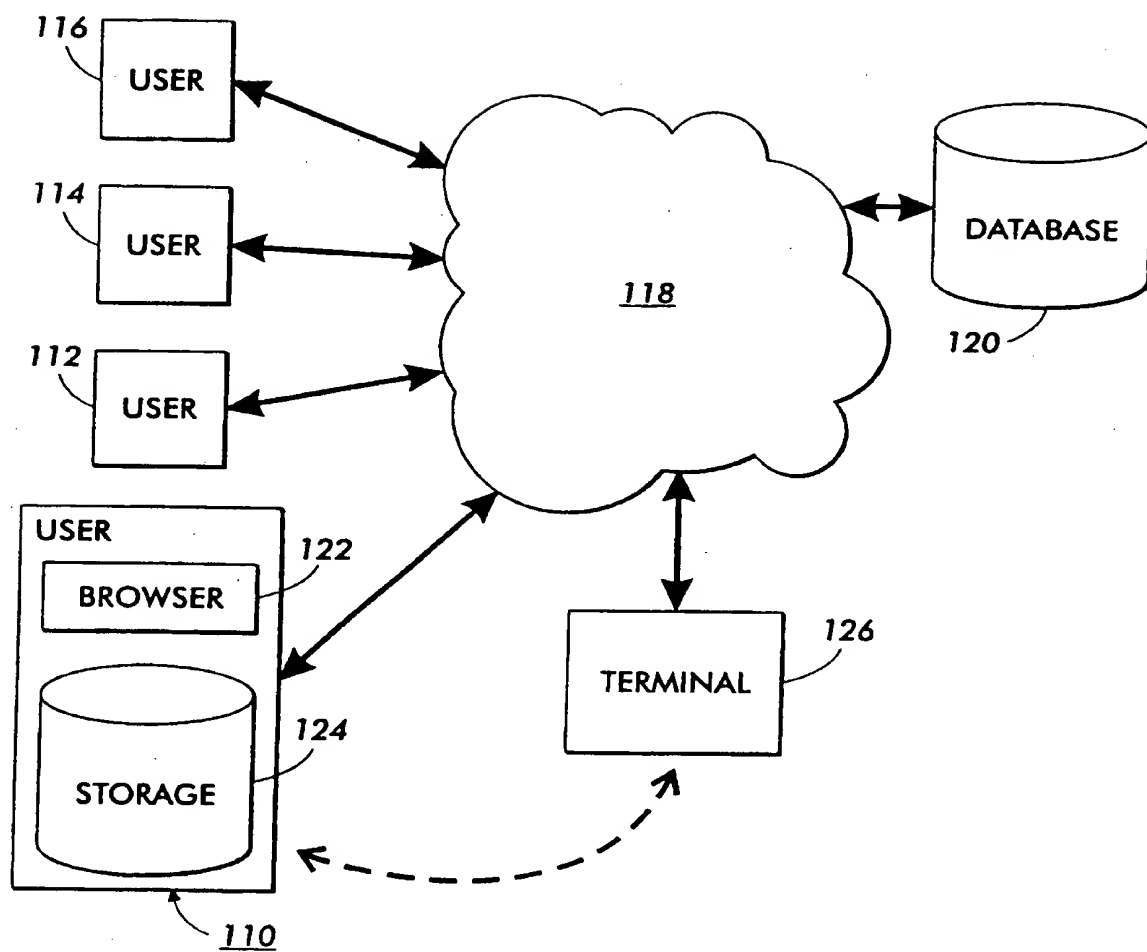 116
USER
114
USER
112
USER
118
DATABASE
120
USER
122
BROWSER
124
STORAGE
110
126
TERMINAL